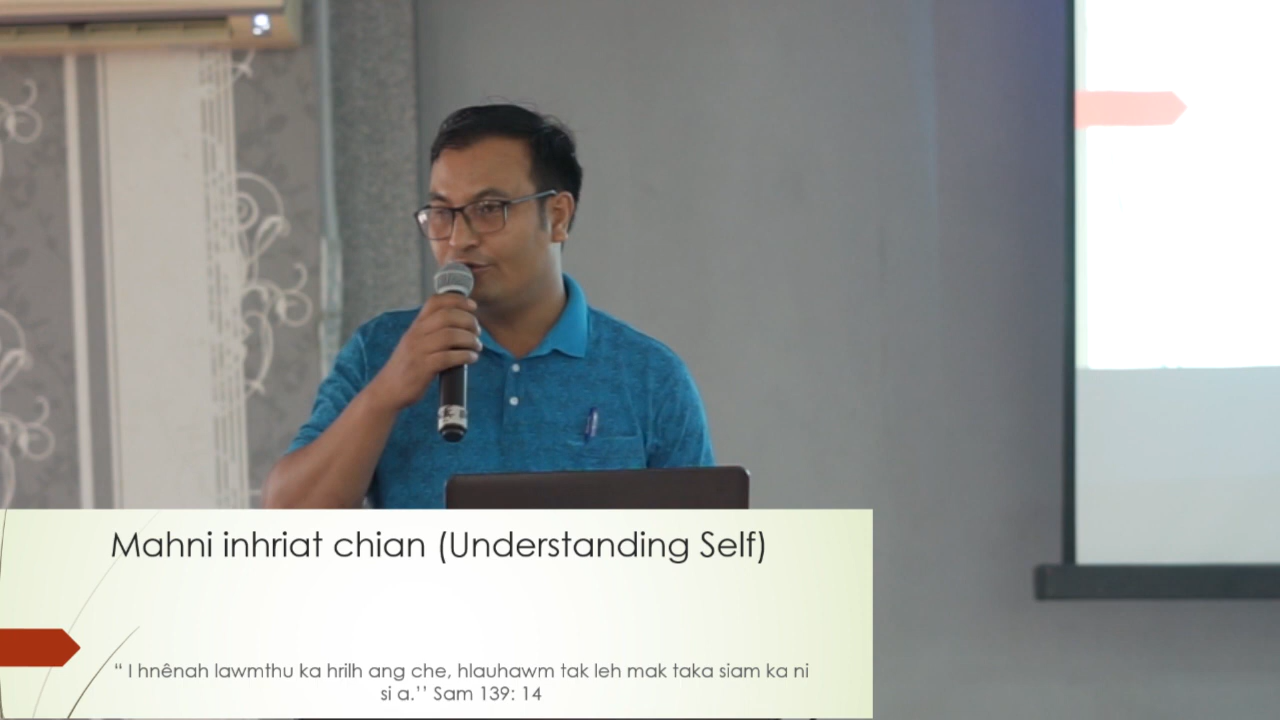 Mahni inhriat chian (Understanding Self)
“ I hnênah lawmthu ka hrilh ang che, hlauhawm tak leh mak taka siam ka ni
si a.’’ Sam 139: 14